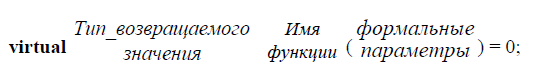 virtual Тип_возвращаемого значения Имя функции ( формальные параметры ) = 0;